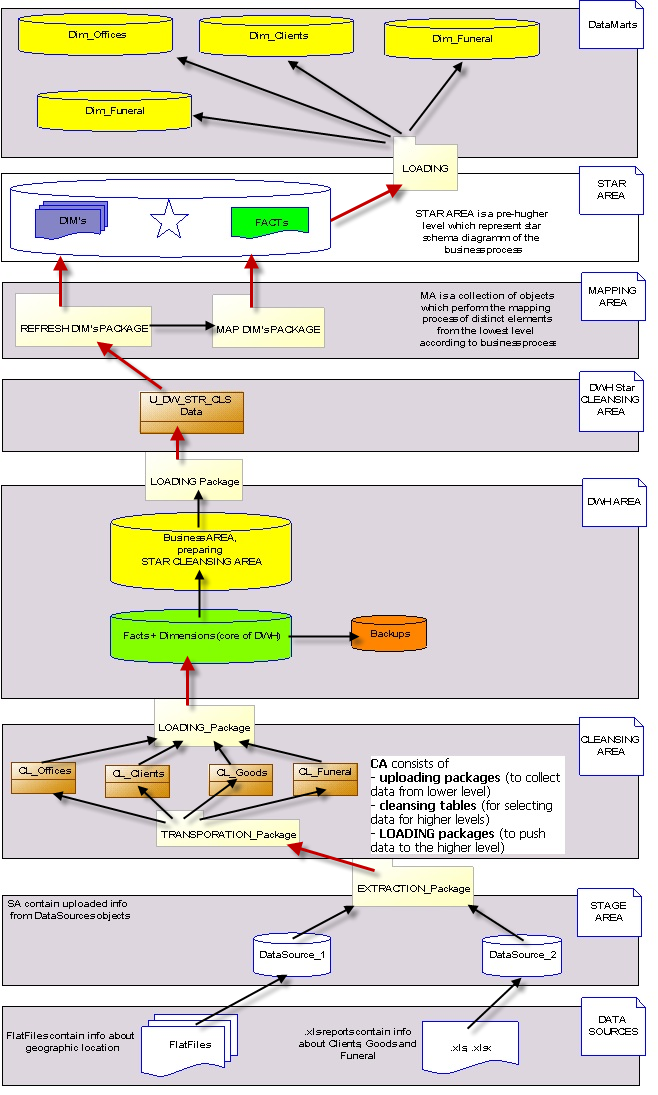 DataMarts
Dim_Offices
Dim_Clients
Dim_Funeral
Dim_Funeral
LOADING
STAR
AREA
DIM's
FACTs
STAR AREA is a pre-hugher
level which represent star
schema diagramm of the
businessprocess
MAPPING
AREA
REFRESH DIM's PACKAGE
MAP DIM's PACKAGE
MA is a collection of objects
which perform the mapping
process of distinct elements
from the lowest level
according to businessprocess
DWH Star
CLEANSING
AREA
U_DW_STR_CLS
Data
LOADING Package
DWH AREA
Business AREA,
preparing
STAR CLEANSING AREA
Facts + Dimensions (core of DWH)
Backups
LOADING_Package
CLEANSING
AREA
CL_Offices
CL_Clients
CL_Goods
CL_Funeral
TRANSPORATION_Package
CA consists of
- uploading packages (to collect
data from lower level)
- cleansing tables (for selecting
data for higher levels)
- LOADING packages (to push
data to the higher level)
EXTRACTION_Package
STAGE
AREA
SA contain uploaded info
from DataSources objects
DataSource_1
DataSource_2
DATA
SOURCES
FlatFiles contain info about
geographic location
FlatFiles
.xls reports contain info
about Clients, Goods and
Funeral
.xls, .xlsx